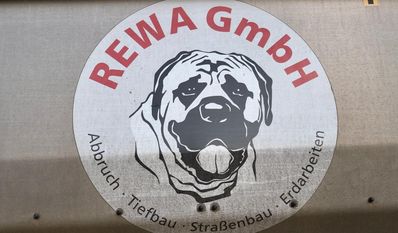 REWA GmbH
Abbruch · Tiefbau · Straßenbau · Erdarbeiten